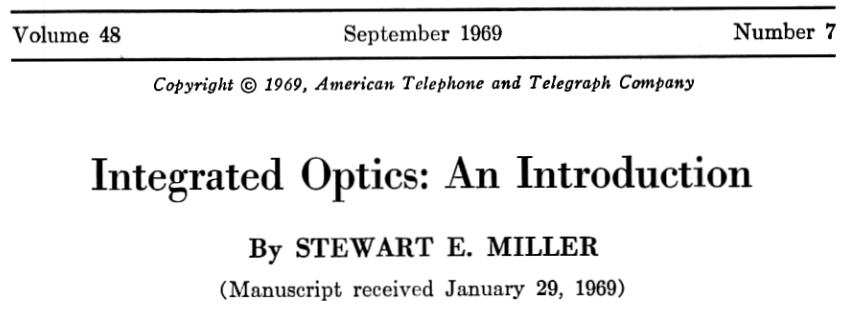 Volume 48 September 1969 Number 7
Copyright © 1969, American Telephone and Telegraph Company
Integrated Optics: An Introduction
By STEWART E. MILLER
(Manuscript received January 29, 1969)